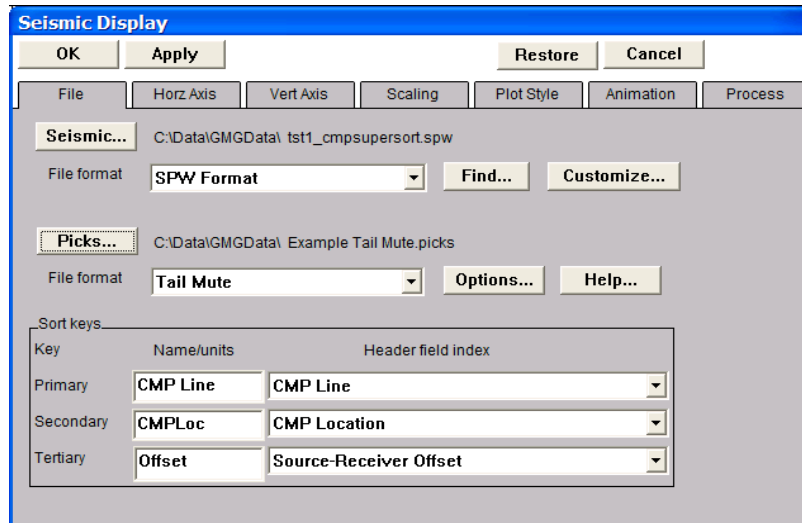 Seismic Display
OK Apply Restore Cancel
File Horz Axis Vert Axis Scaling Plot Style Animation Process
Seismic... C:\Data\GMGData\ tst1_cmpsupersort.spw
File format SPW Format Find... Customize...
Picks... C:\Data\GMGData\ Example Tail Mute.picks
File format Tail Mute Options... Help...
Sort keys
Key Name/units Header field index
Primary CMP Line CMP Line
Secondary CMPLoc CMP Location
Tertiary Offset Source-Receiver Offset